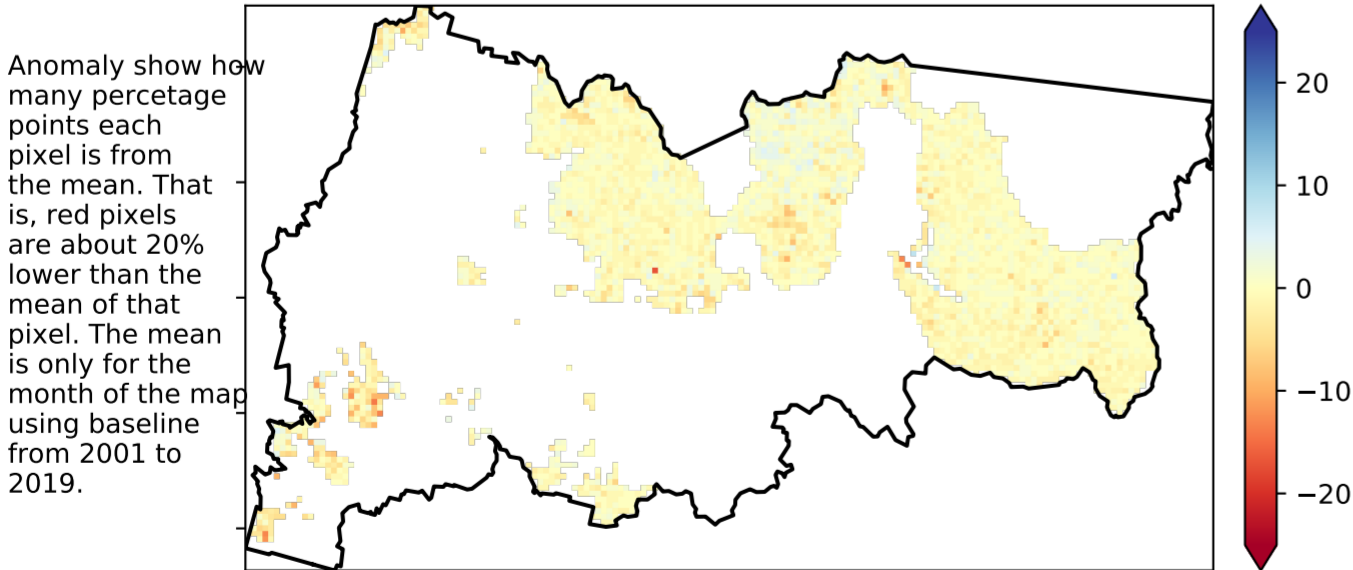 Anomaly show how
many percetage
points each
pixel is from
the mean. That
is, red pixels
are about 20%
lower than the
mean of that
pixel. The mean
is only for the
month of the map
using baseline
from 2001 to
2019.
20
10
0
−10
−20